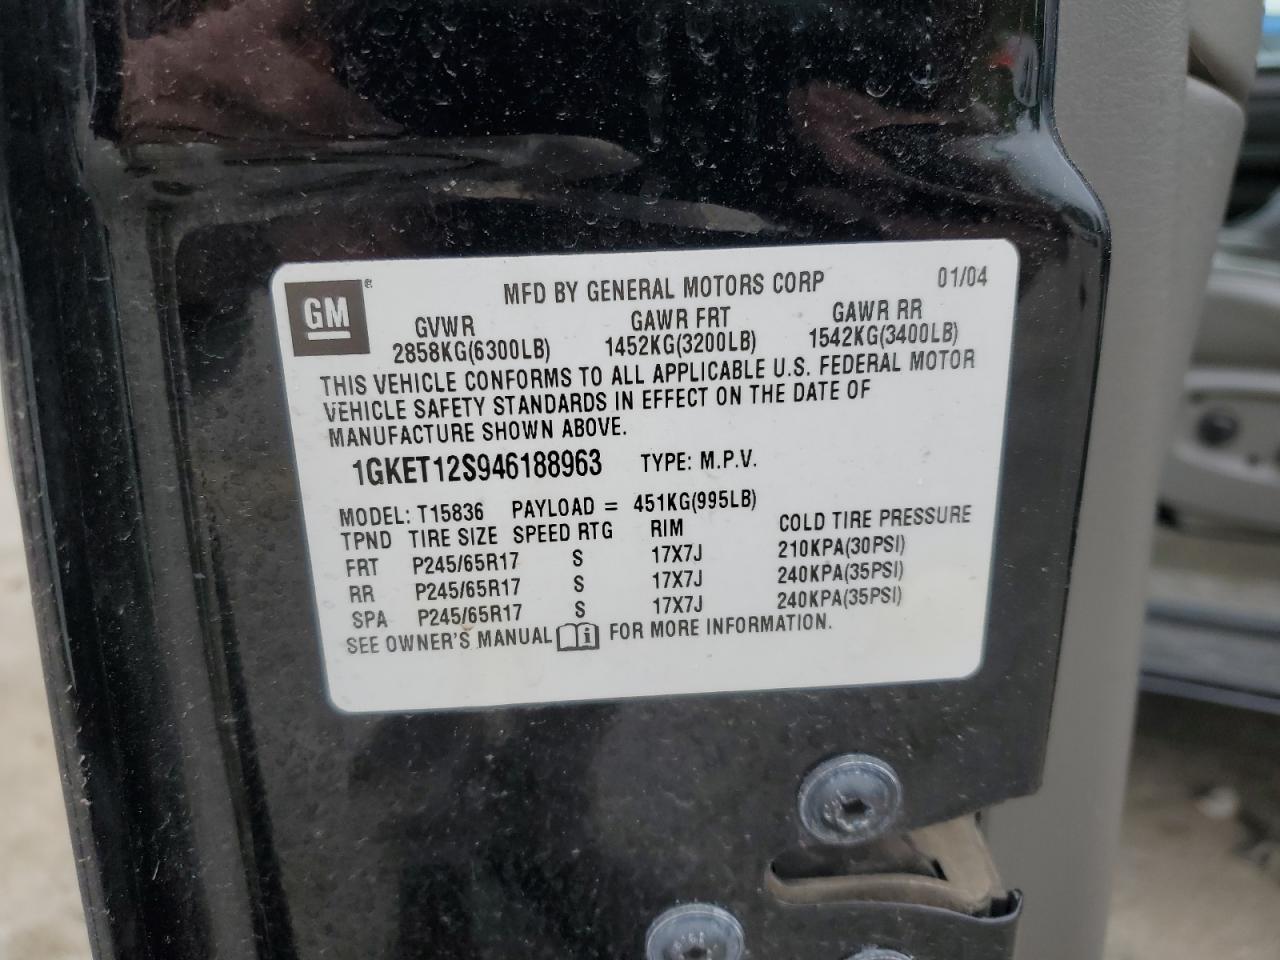 GM ®
MFD BY GENERAL MOTORS CORP 01/04
GVWR GAWR FRT GAWR RR
2858KG(6300LB) 1452KG(3200LB) 1542KG(3400LB)
THIS VEHICLE CONFORMS TO ALL APPLICABLE U.S. FEDERAL MOTOR
VEHICLE SAFETY STANDARDS IN EFFECT ON THE DATE OF
MANUFACTURE SHOWN ABOVE.
1GKET12S946188963 TYPE: M.P.V.
MODEL: T15836 PAYLOAD = 451KG(995LB)
TPND TIRE SIZE SPEED RTG RIM COLD TIRE PRESSURE
FRT P245/65R17 S 17X7J 210KPA(30PSI)
RR P245/65R17 S 17X7J 240KPA(35PSI)
SPA P245/65R17 S 17X7J 240KPA(35PSI)
SEE OWNER'S MANUAL i FOR MORE INFORMATION.